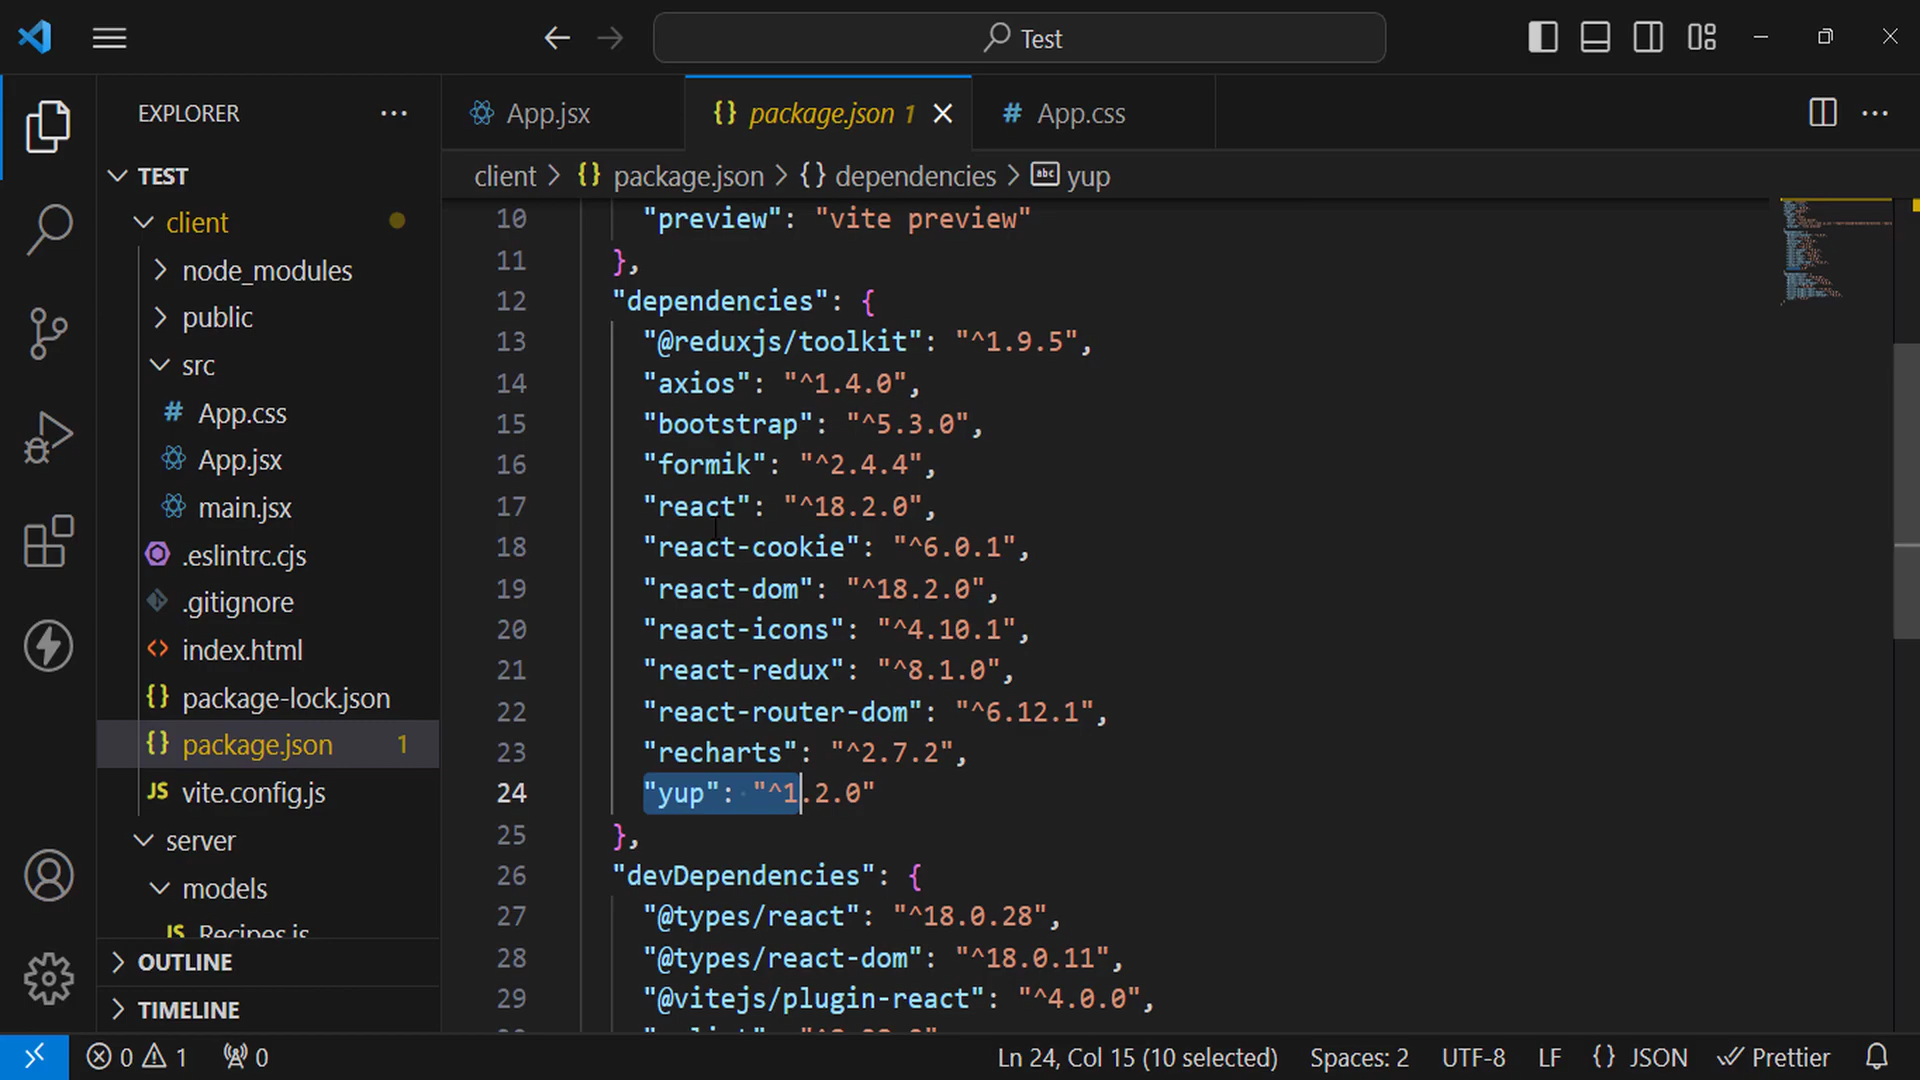 Test
EXPLORER
App.jsx
package.json 1
App.css
client > {} package.json > {} dependencies > abc yup
TEST
client
node_modules
public
src
# App.css
App.jsx
main.jsx
.eslintrc.cjs
.gitignore
<> index.html
{} package-lock.json
{} package.json 1
JS vite.config.js
server
models
JS Recipes.js
OUTLINE
TIMELINE
10 "preview": "vite preview"
11 },
12 "dependencies": {
13 "@reduxjs/toolkit": "^1.9.5",
14 "axios": "^1.4.0",
15 "bootstrap": "^5.3.0",
16 "formik": "^2.4.4",
17 "react": "^18.2.0",
18 "react-cookie": "^6.0.1",
19 "react-dom": "^18.2.0",
20 "react-icons": "^4.10.1",
21 "react-redux": "^8.1.0",
22 "react-router-dom": "^6.12.1",
23 "recharts": "^2.7.2",
24 "yup": "^1.2.0"
25 },
26 "devDependencies": {
27 "@types/react": "^18.0.28",
28 "@types/react-dom": "^18.0.11",
29 "@vitejs/plugin-react": "^4.0.0",
0 1 0 Ln 24, Col 15 (10 selected) Spaces: 2 UTF-8 LF {} JSON Prettier